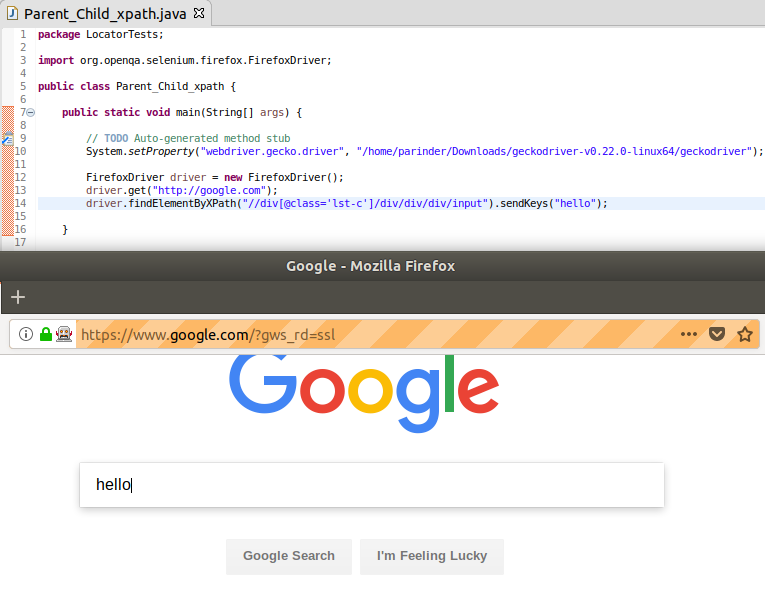 Parent_Child_xpath.java
1 package LocatorTests;
2
3 import org.openqa.selenium.firefox.FirefoxDriver;
4
5 public class Parent_Child_xpath {
6
7 public static void main(String[] args) {
8
9 // TODO Auto-generated method stub
10 System.setProperty("webdriver.gecko.driver", "/home/parinder/Downloads/geckodriver-v0.22.0-linux64/geckodriver");
11
12 FirefoxDriver driver = new FirefoxDriver();
13 driver.get("http://google.com");
14 driver.findElementByXPath("//div[@class='lst-c']/div/div/div/input").sendKeys("hello");
15
16 }
17
Google - Mozilla Firefox
https://www.google.com/?gws_rd=ssl
Google
hello
Google Search I'm Feeling Lucky